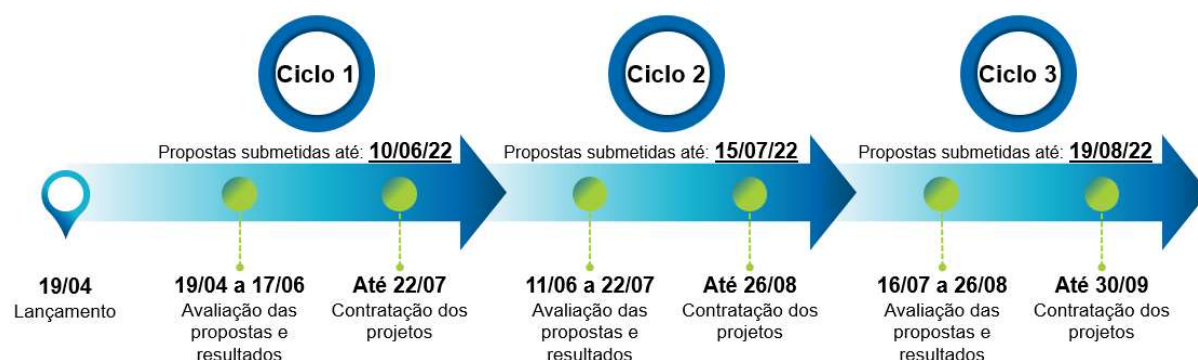 Ciclo 1
Ciclo 2
Ciclo 3
Propostas submetidas até: 10/06/22
Propostas submetidas até: 15/07/22
Propostas submetidas até: 19/08/22
19/04
Lançamento
19/04 a 17/06
Avaliação das
propostas e
resultados
Até 22/07
Contratação dos
projetos
11/06 a 22/07
Avaliação das
propostas e
resultados
Até 26/08
Contratação dos
projetos
16/07 a 26/08
Avaliação das
propostas e
resultados
Até 30/09
Contratação dos
projetos